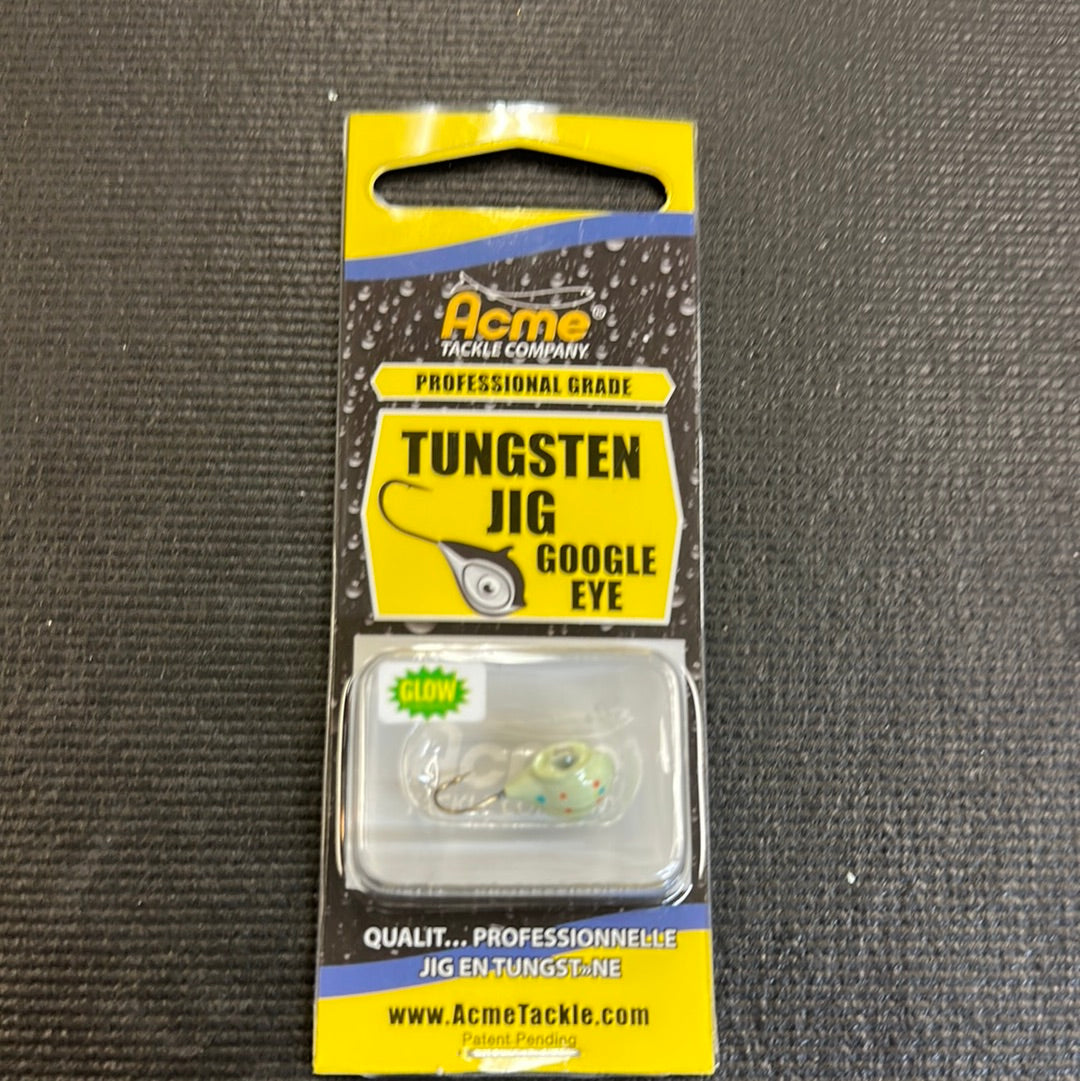 Acme®
TACKLE COMPANY
PROFESSIONAL GRADE
TUNGSTEN
JIG
GOOGLE
EYE
GLOW
QUALIT... PROFESSIONNELLE
JIG EN TUNGST»NE
www.AcmeTackle.com
Patent Pending